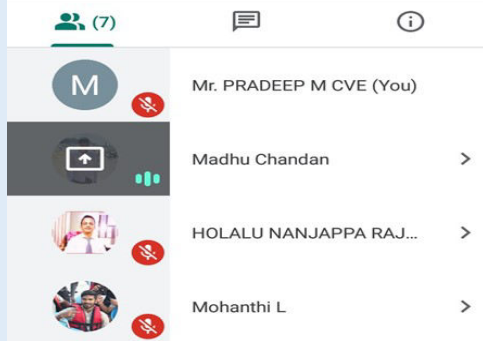 (7)
M
Mr. PRADEEP M CVE (You)
Madhu Chandan
HOLALU NANJAPPA RAJ...
Mohanthi L